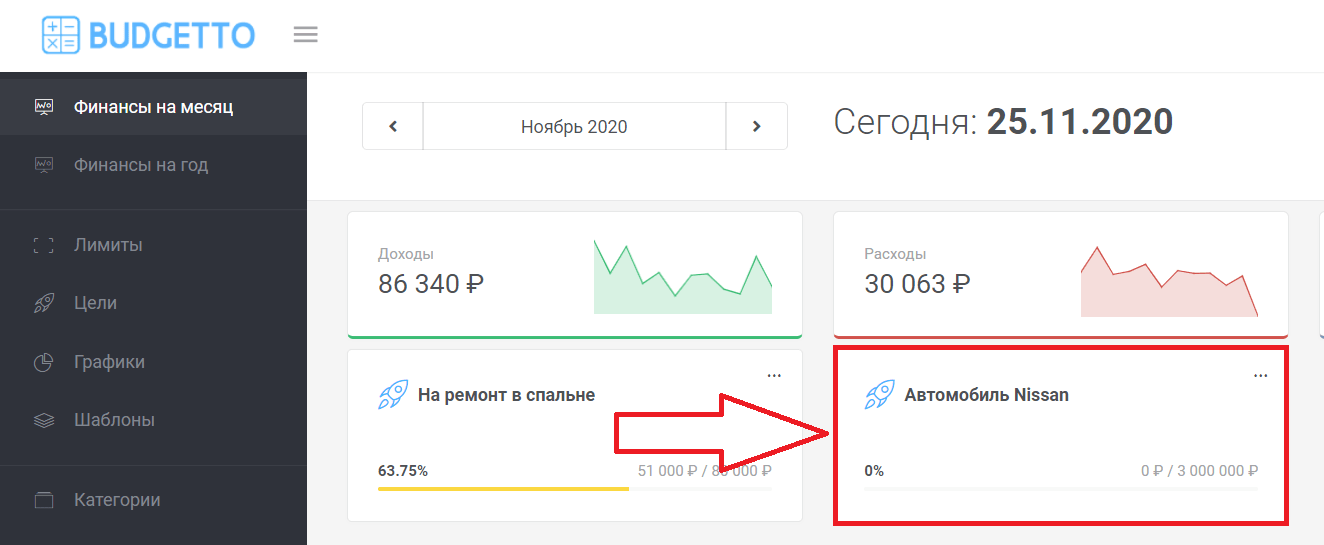 BUDGETTO
Финансы на месяц
Финансы на год
Лимиты
Цели
Графики
Шаблоны
Категории
Ноябрь 2020
Сегодня: 25.11.2020
Доходы
86 340 ₽
Расходы
30 063 ₽
На ремонт в спальне
63.75%
51 000 ₽ / 80 000 ₽
Автомобиль Nissan
0%
0 ₽ / 3 000 000 ₽